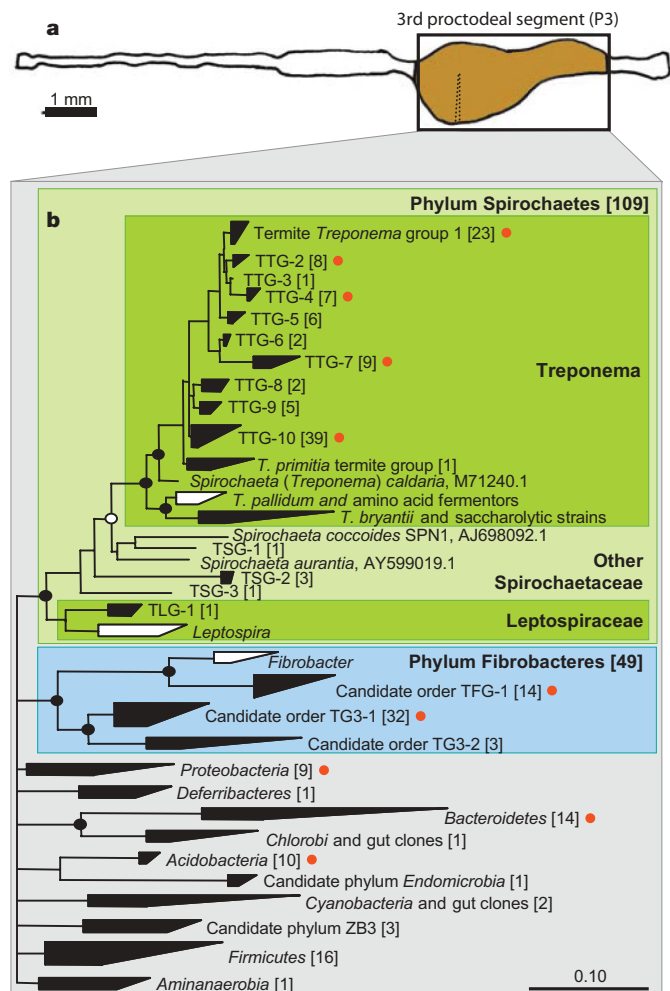 3rd proctodeal segment (P3)
a
1 mm
b
Phylum Spirochaetes [109]
Termite Treponema group 1 [23]
TTG-2 [8]
TTG-3 [1]
TTG-4 [7]
TTG-5 [6]
TTG-6 [2]
TTG-7 [9]
Treponema
TTG-8 [2]
TTG-9 [5]
TTG-10 [39]
T. primitia termite group [1]
Spirochaeta (Treponema) caldaria, M71240.1
T. pallidum and amino acid fermentors
T. bryantii and saccharolytic strains
Spirochaeta coccoides SPN1, AJ698092.1
TSG-1 [1]
Spirochaeta aurantia, AY599019.1
Other
Spirochaetaceae
TSG-2 [3]
TSG-3 [1]
TLG-1 [1]
Leptospiraceae
Leptospira
Phylum Fibrobacteres [49]
Fibrobacter
Candidate order TFG-1 [14]
Candidate order TG3-1 [32]
Candidate order TG3-2 [3]
Proteobacteria [9]
Deferribacteres [1]
Bacteroidetes [14]
Chlorobi and gut clones [1]
Acidobacteria [10]
Candidate phylum Endomicrobia [1]
Cyanobacteria and gut clones [2]
Candidate phylum ZB3 [3]
Firmicutes [16]
Aminanaerobia [1]
0.10